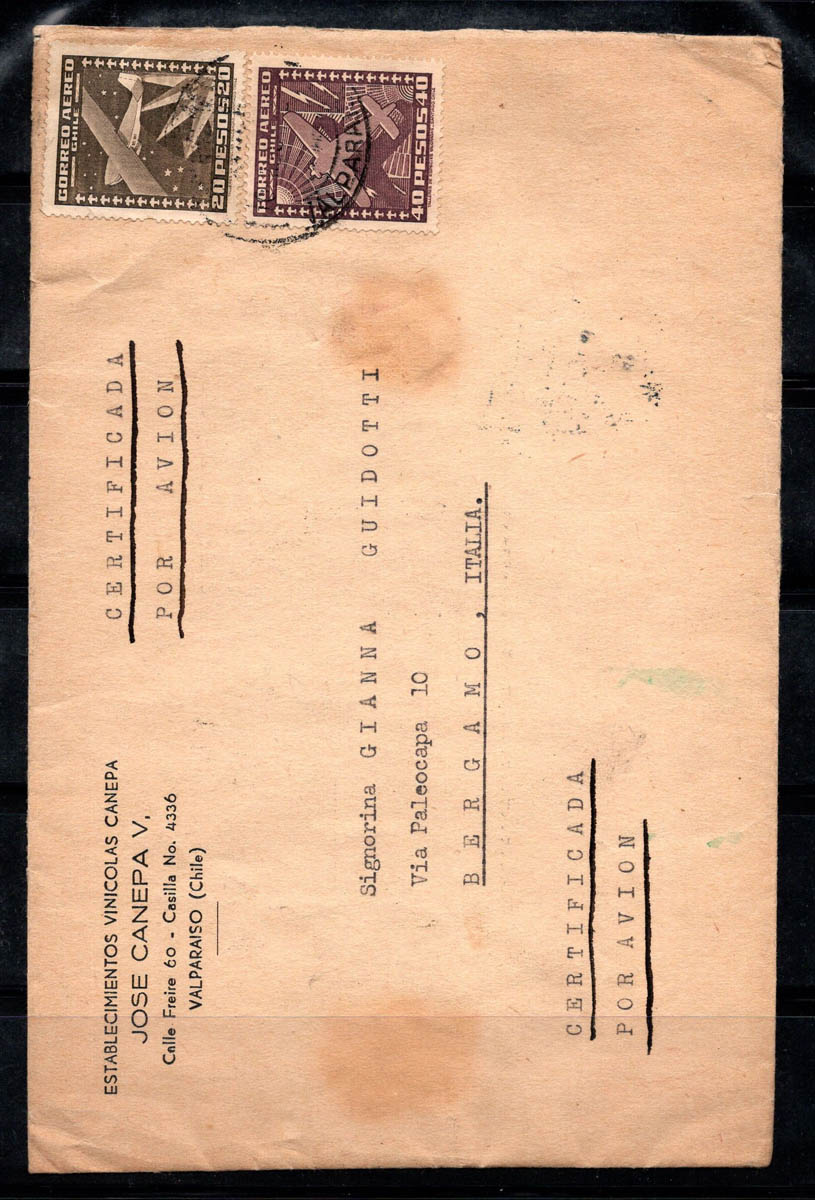 ESTABLECIMIENTOS VINICOLAS CANEPA
JOSE CANEPA V,
Calle Freire 60 - Casilla No. 4336
VALPARAISO (Chile)
CERTIFICADA
POR AVION
CORREO AEREO
CHILE
20 PESOS 20
CORREO AEREO
CHILE
40 PESOS 40
VALPARA
Signorina GIANNA GUIDOTTI
Via Paleocapa 10
BERGAMO, ITALIA.
CERTIFICADA
POR AVION